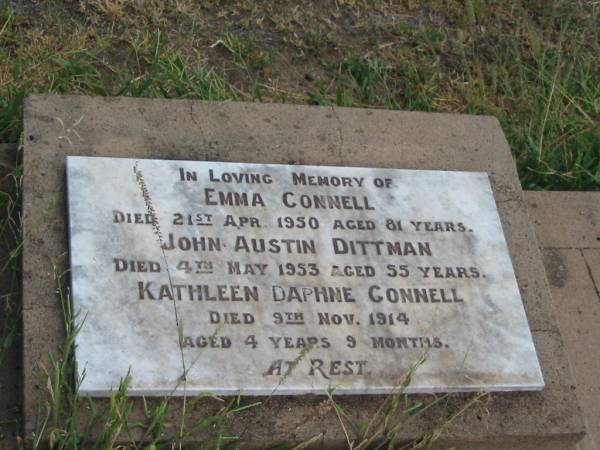 In Loving Memory of
Emma Connell
Died 21st Apr 1950 aged 81 years.
John Austin Dittman
Died 4th May 1953 aged 55 years.
Kathleen Daphne Connell
Died 9th Nov. 1914
aged 4 years 9 months.
At Rest.